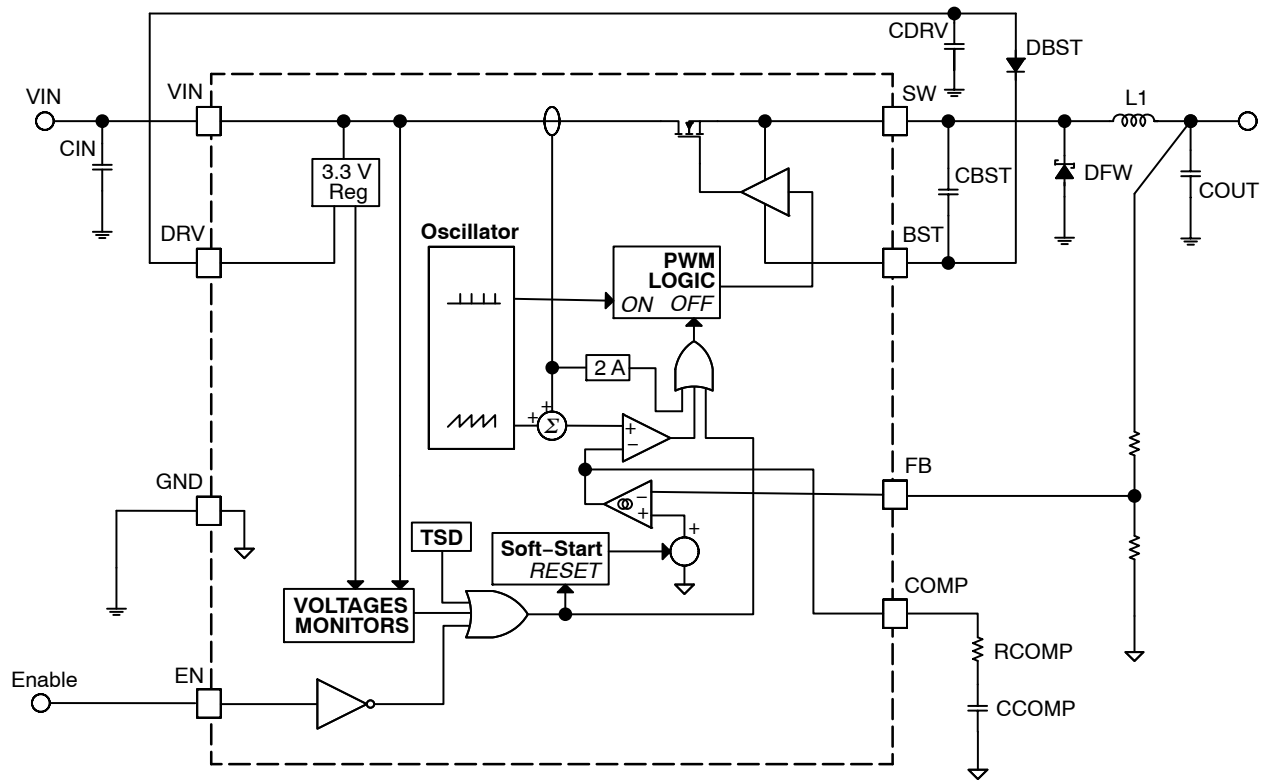 CDRV
DBST
VIN
VIN
SW
L1
CIN
3.3 V
Reg
CBST
DFW
COUT
DRV
BST
Oscillator
PWM
LOGIC
ON OFF
2 A
+
+
Σ
+
−
FB
GND
−
+
+
TSD
Soft−Start
RESET
COMP
VOLTAGES
MONITORS
RCOMP
Enable
EN
CCOMP